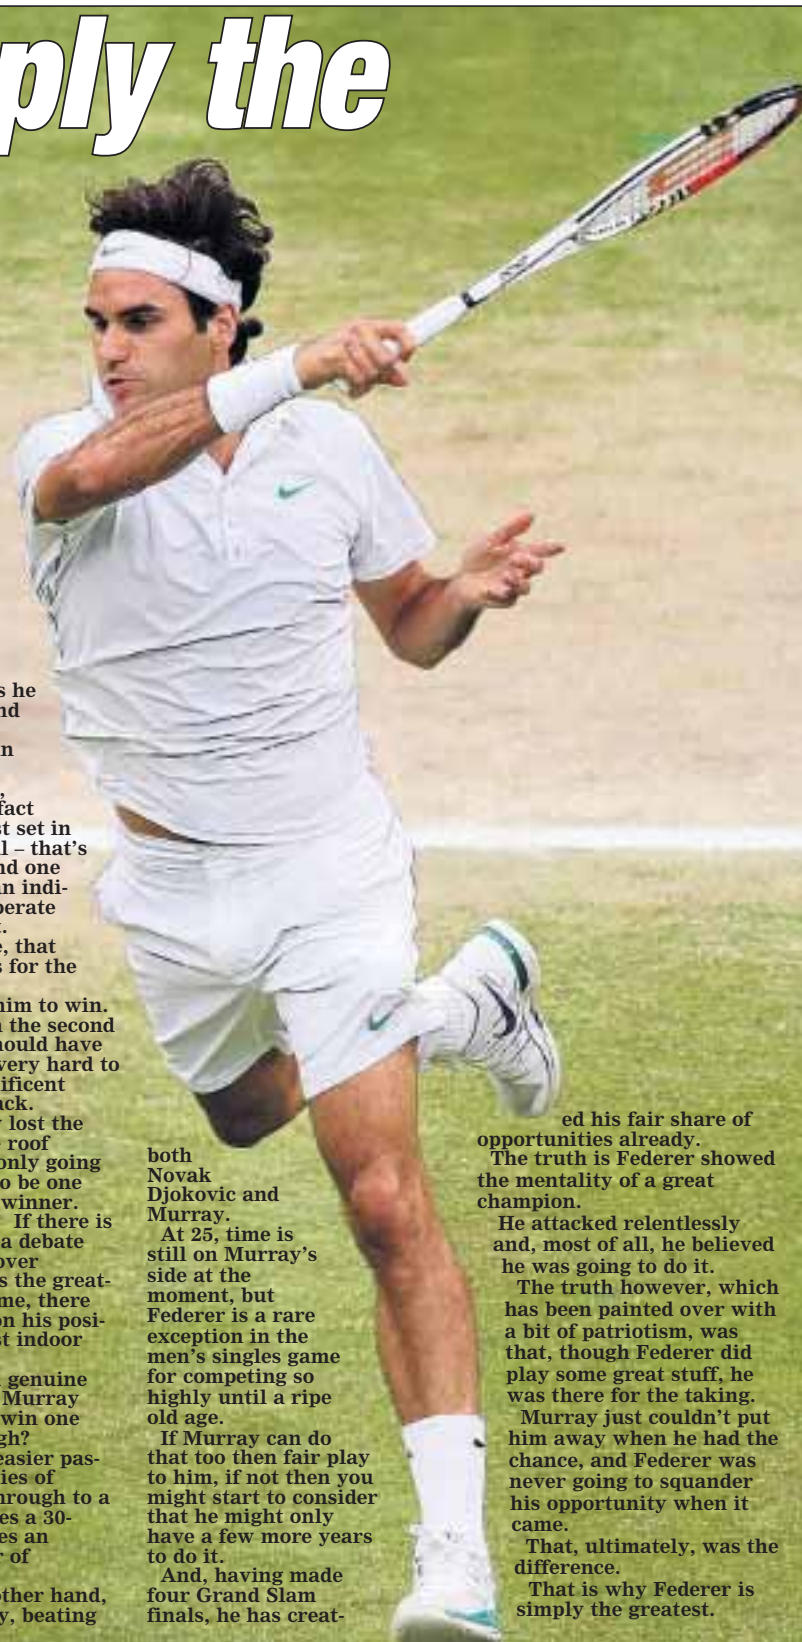 ply the
s he
nd
n
,
fact
st set in
l – that's
nd one
an indi-
perate
t.
e, that
s for the
him to win.
n the second
hould have
very hard to
ificent
ack.
y lost the
e roof
only going
to be one
winner.
If there is
a debate
over
s the great-
me, there
on his posi-
st indoor
genuine
Murray
win one
gh?
easier pas-
ies of
hrough to a
es a 30-
es an
r of
other hand,
y, beating
both
Novak
Djokovic and
Murray.
At 25, time is
still on Murray's
side at the
moment, but
Federer is a rare
exception in the
men's singles game
for competing so
highly until a ripe
old age.
If Murray can do
that too then fair play
to him, if not then you
might start to consider
that he might only
have a few more years
to do it.
And, having made
four Grand Slam
finals, he has creat-
ed his fair share of
opportunities already.
The truth is Federer showed
the mentality of a great
champion.
He attacked relentlessly
and, most of all, he believed
he was going to do it.
The truth however, which
has been painted over with
a bit of patriotism, was
that, though Federer did
play some great stuff, he
was there for the taking.
Murray just couldn't put
him away when he had the
chance, and Federer was
never going to squander
his opportunity when it
came.
That, ultimately, was the
difference.
That is why Federer is
simply the greatest.